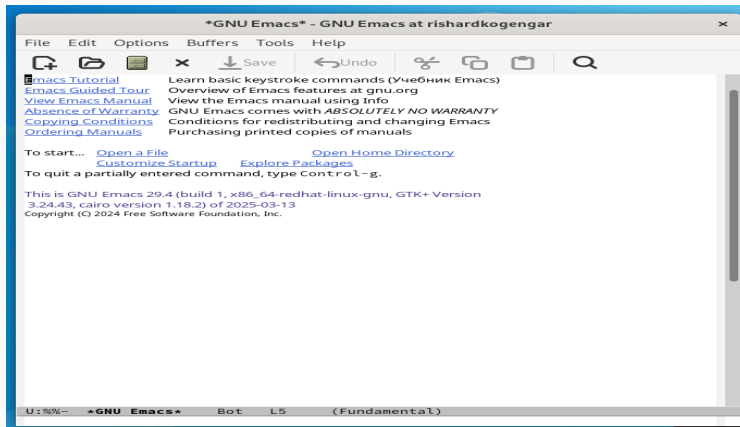 *GNU Emacs* - GNU Emacs at rishardkogengar
File Edit Options Buffers Tools Help
Save Undo
Emacs Tutorial Learn basic keystroke commands (Учебник Emacs)
Emacs Guided Tour Overview of Emacs features at gnu.org
View Emacs Manual View the Emacs manual using Info
Absence of Warranty GNU Emacs comes with ABSOLUTELY NO WARRANTY
Copying Conditions Conditions for redistributing and changing Emacs
Ordering Manuals Purchasing printed copies of manuals
To start... Open a File Open Home Directory
Customize Startup Explore Packages
To quit a partially entered command, type Control-g.
This is GNU Emacs 29.4 (build 1, x86_64-redhat-linux-gnu, GTK+ Version
3.24.43, cairo version 1.18.2) of 2025-03-13
Copyright (C) 2024 Free Software Foundation, Inc.
U:%%- *GNU Emacs* Bot L5 (Fundamental)